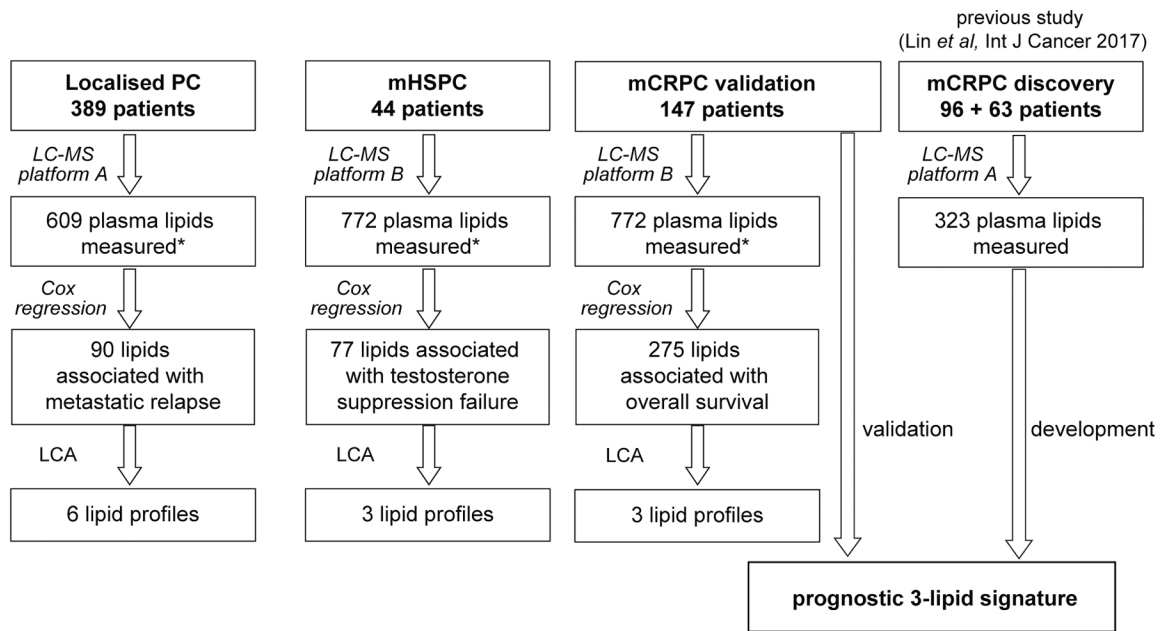 previous study
(Lin et al, Int J Cancer 2017)
Localised PC
389 patients
mHSPC
44 patients
mCRPC validation
147 patients
mCRPC discovery
96 + 63 patients
LC-MS
platform A
LC-MS
platform B
LC-MS
platform B
LC-MS
platform A
609 plasma lipids
measured*
772 plasma lipids
measured*
772 plasma lipids
measured*
323 plasma lipids
measured
Cox
regression
Cox
regression
Cox
regression
90 lipids
associated with
metastatic relapse
77 lipids associated
with testosterone
suppression failure
275 lipids
associated with
overall survival
validation
development
LCA
LCA
LCA
6 lipid profiles
3 lipid profiles
3 lipid profiles
prognostic 3-lipid signature